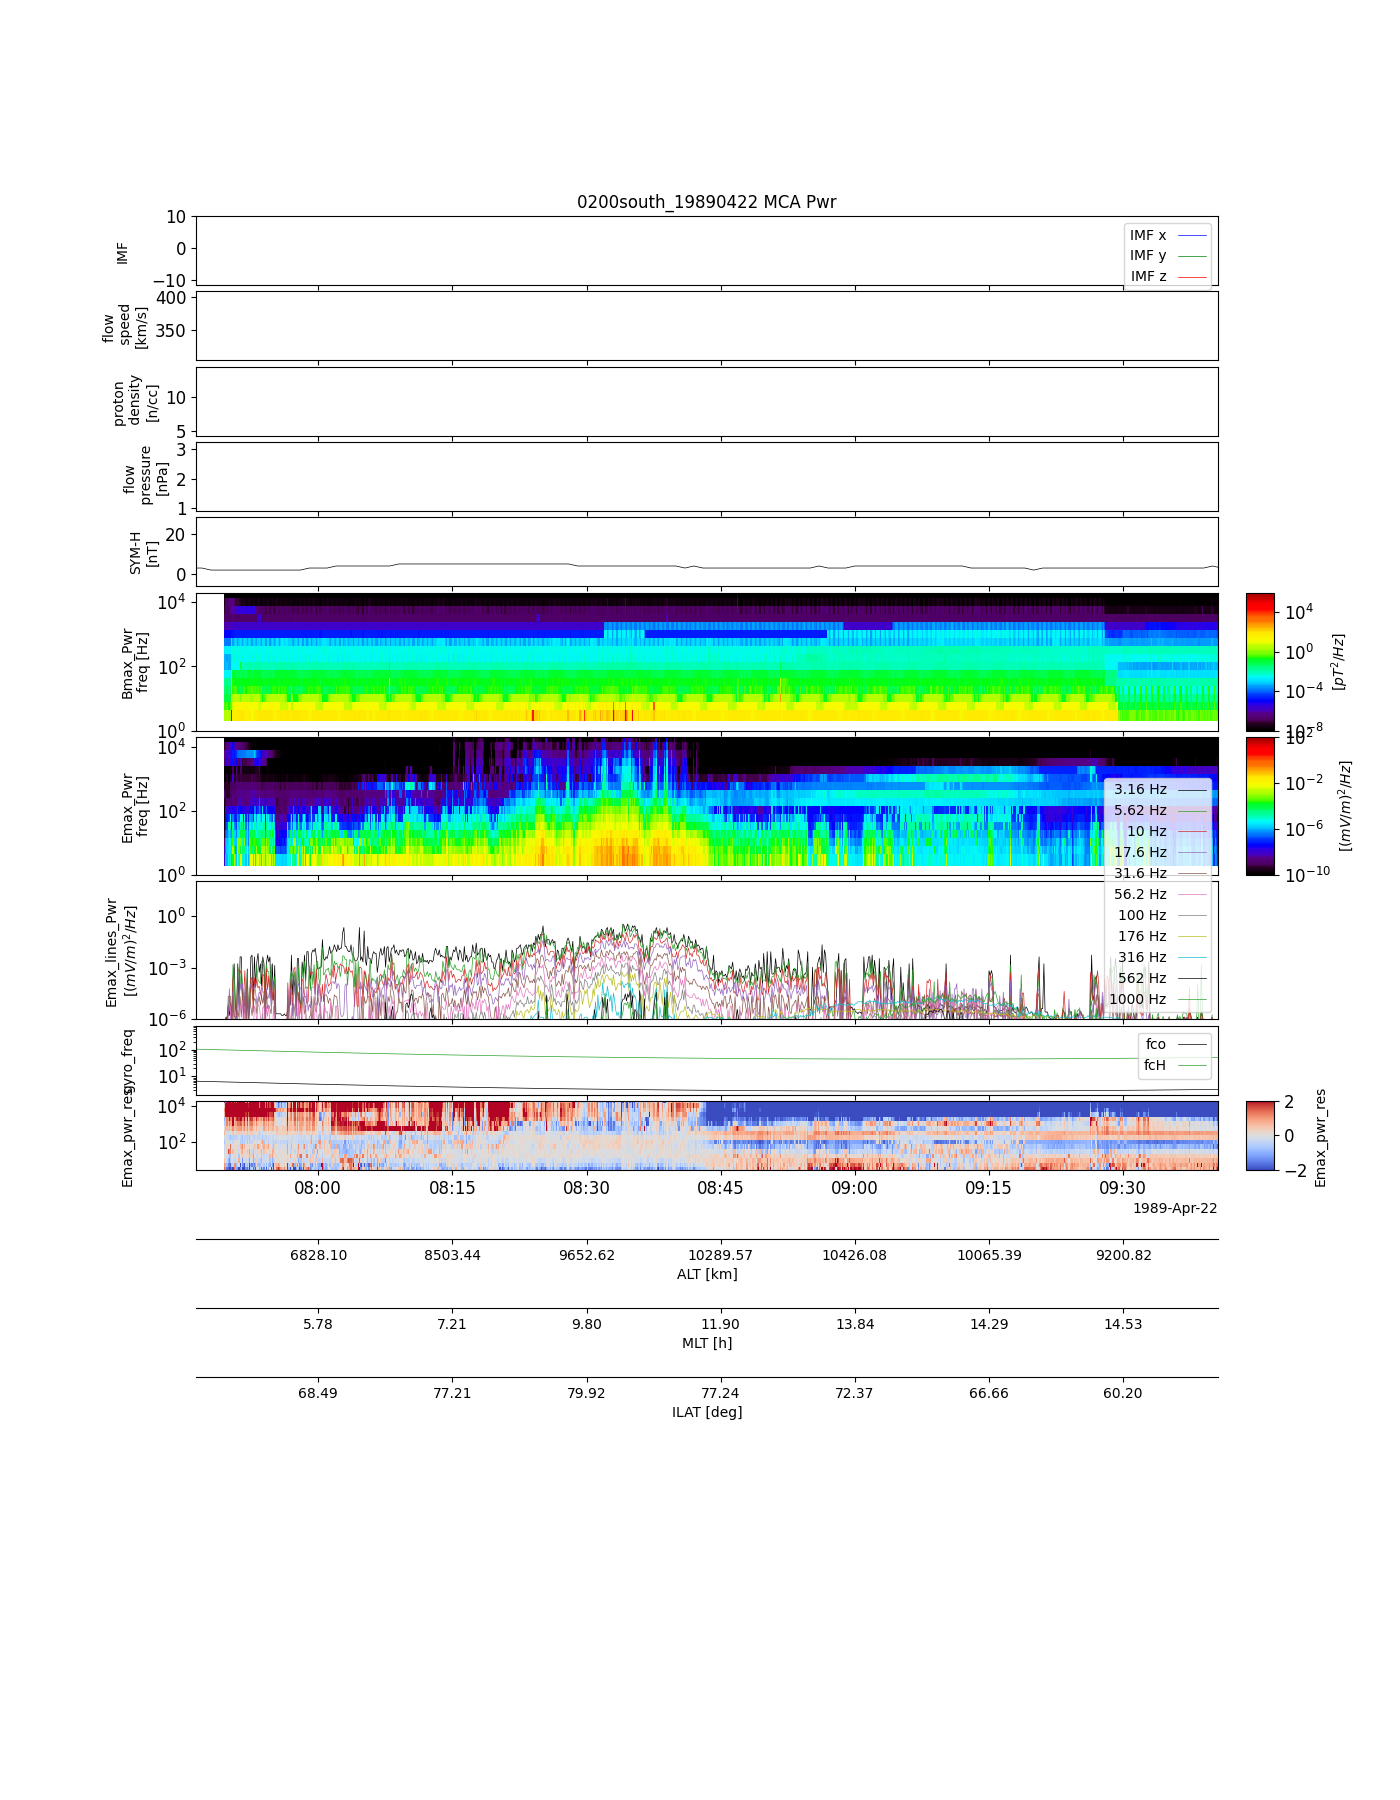 0200south_19890422 MCA Pwr
10
0
−10
IMF
IMF x
IMF y
IMF z
400
350
flow
speed
[km/s]
10
5
proton
density
[n/cc]
3
2
1
flow
pressure
[nPa]
20
0
SYM-H
[nT]
10^4
10^2
10^0
Bmax_Pwr
freq [Hz]
10^4
10^0
10^−4
10^−8
[pT^2/Hz]
10^4
10^2
10^0
Emax_Pwr
freq [Hz]
10^2
10^−2
10^−6
10^−10
[(mV/m)^2/Hz]
3.16 Hz
5.62 Hz
10 Hz
17.6 Hz
31.6 Hz
56.2 Hz
100 Hz
176 Hz
316 Hz
562 Hz
1000 Hz
10^0
10^−3
10^−6
Emax_lines_Pwr
[(mV/m)^2/Hz]
10^2
10^1
gyro_freq
fco
fcH
10^4
10^2
Emax_pwr_res
2
0
−2
Emax_pwr_res
08:00 08:15 08:30 08:45 09:00 09:15 09:30
1989-Apr-22
6828.10 8503.44 9652.62 10289.57 10426.08 10065.39 9200.82
ALT [km]
5.78 7.21 9.80 11.90 13.84 14.29 14.53
MLT [h]
68.49 77.21 79.92 77.24 72.37 66.66 60.20
ILAT [deg]